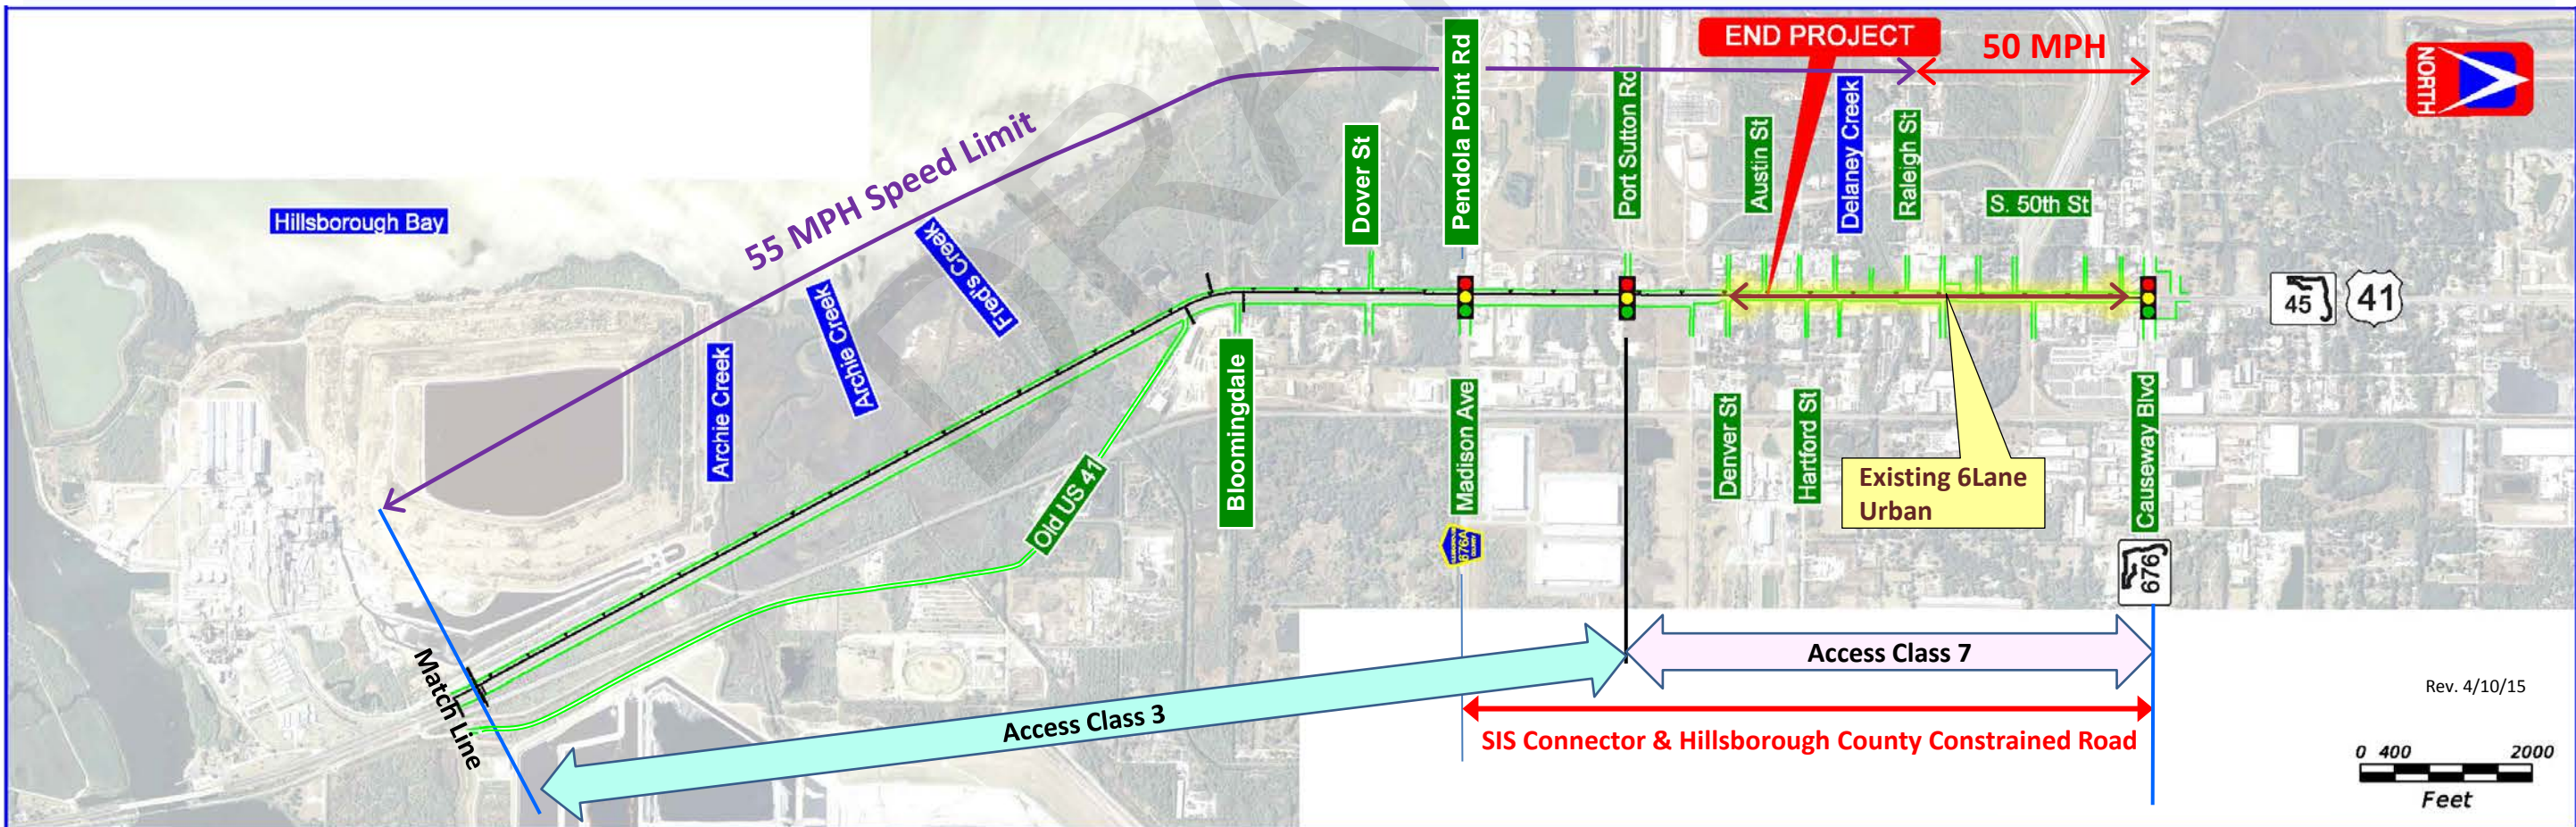 END PROJECT
50 MPH
NORTH
55 MPH Speed Limit
Hillsborough Bay
Dover St
Pendola Point Rd
Port Sutton Rd
Austin St
Delaney Creek
Raleigh St
S. 50th St
Fred's Creek
Archie Creek
Archie Creek
45
41
Old US 41
Bloomingdale
Madison Ave
676A
Denver St
Hartford St
Existing 6Lane
Urban
Causeway Blvd
676
Match Line
Access Class 3
Access Class 7
SIS Connector & Hillsborough County Constrained Road
Rev. 4/10/15
0 400 2000
Feet